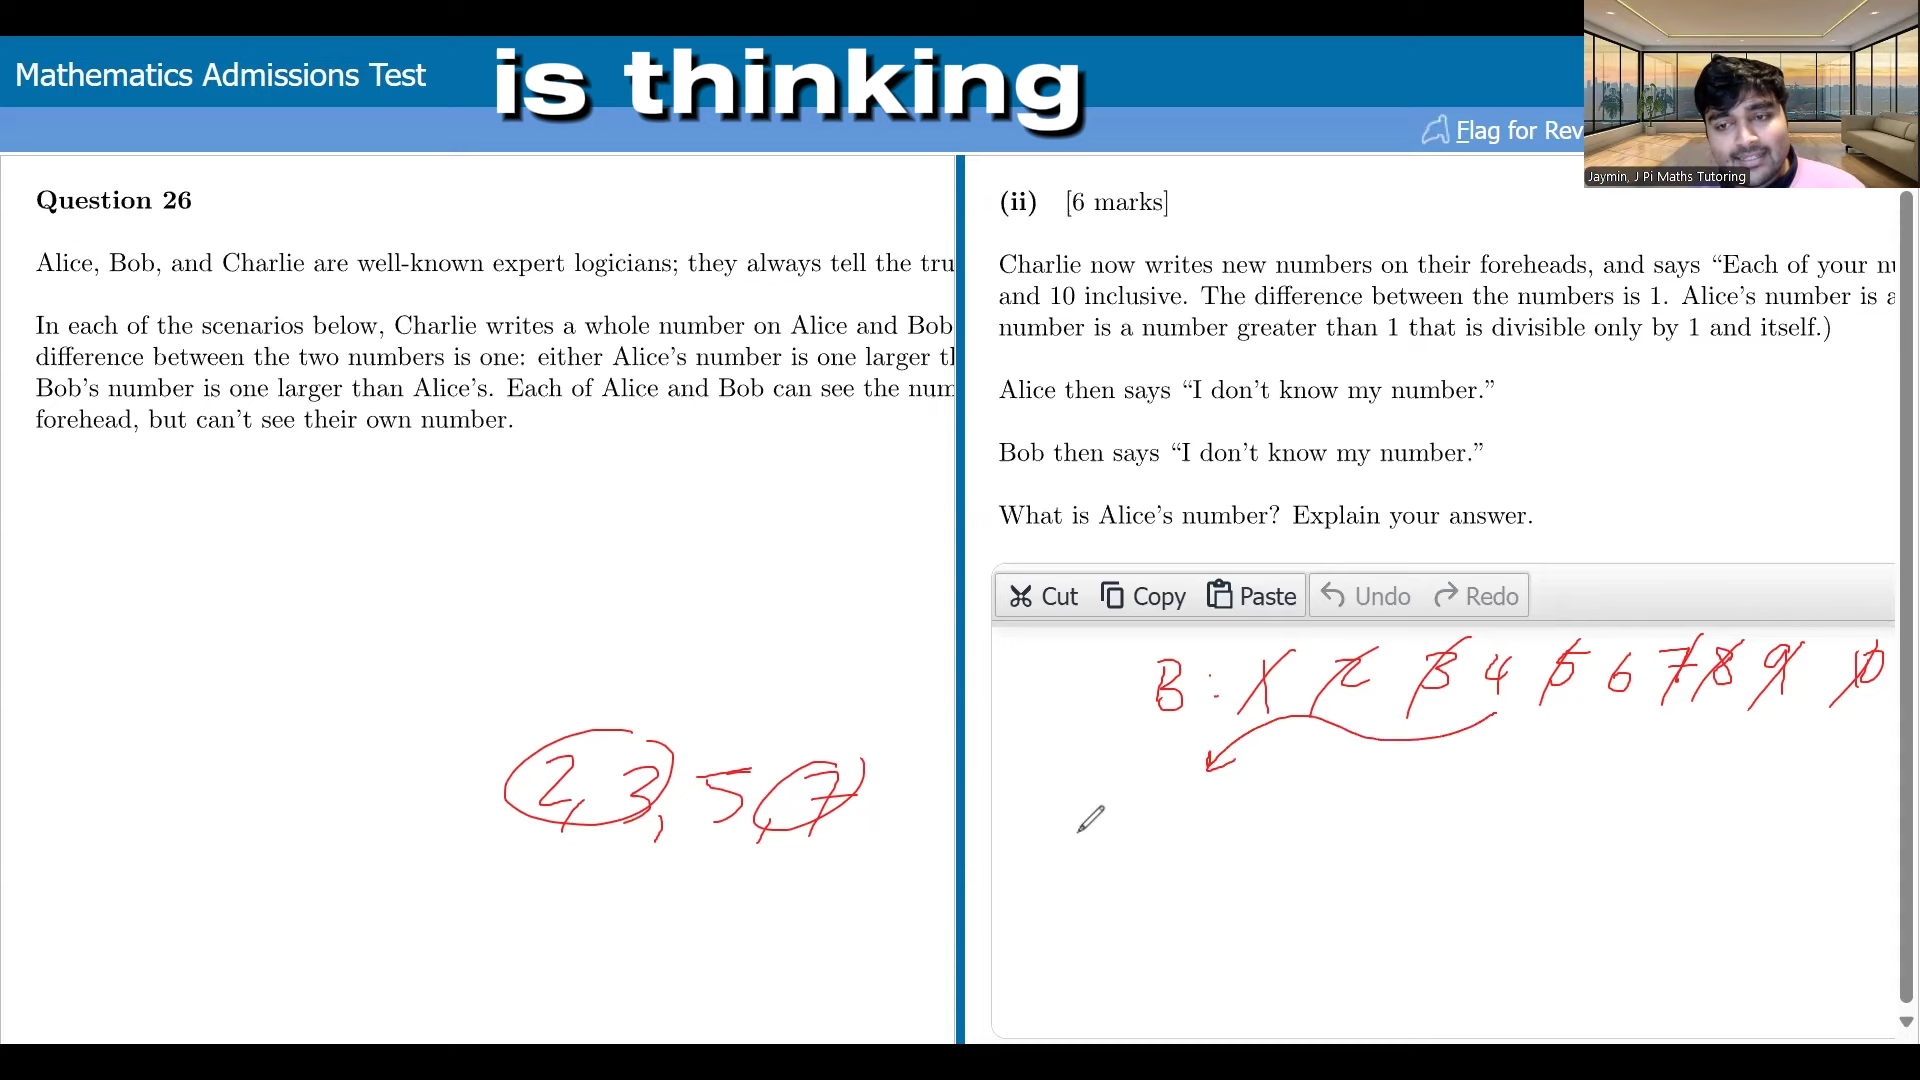 Mathematics Admissions Test
is thinking
Flag for Rev
Jaymin, J Pi Maths Tutoring
Question 26
Alice, Bob, and Charlie are well-known expert logicians; they always tell the tru
In each of the scenarios below, Charlie writes a whole number on Alice and Bob
difference between the two numbers is one: either Alice's number is one larger th
Bob's number is one larger than Alice's. Each of Alice and Bob can see the num
forehead, but can't see their own number.
2, 3, 5, 7
(ii) [6 marks]
Charlie now writes new numbers on their foreheads, and says “Each of your nu
and 10 inclusive. The difference between the numbers is 1. Alice's number is a
number is a number greater than 1 that is divisible only by 1 and itself.)
Alice then says “I don't know my number.”
Bob then says “I don't know my number.”
What is Alice's number? Explain your answer.
Cut Copy Paste Undo Redo
B : 1 2 3 4 5 6 7 8 9 10